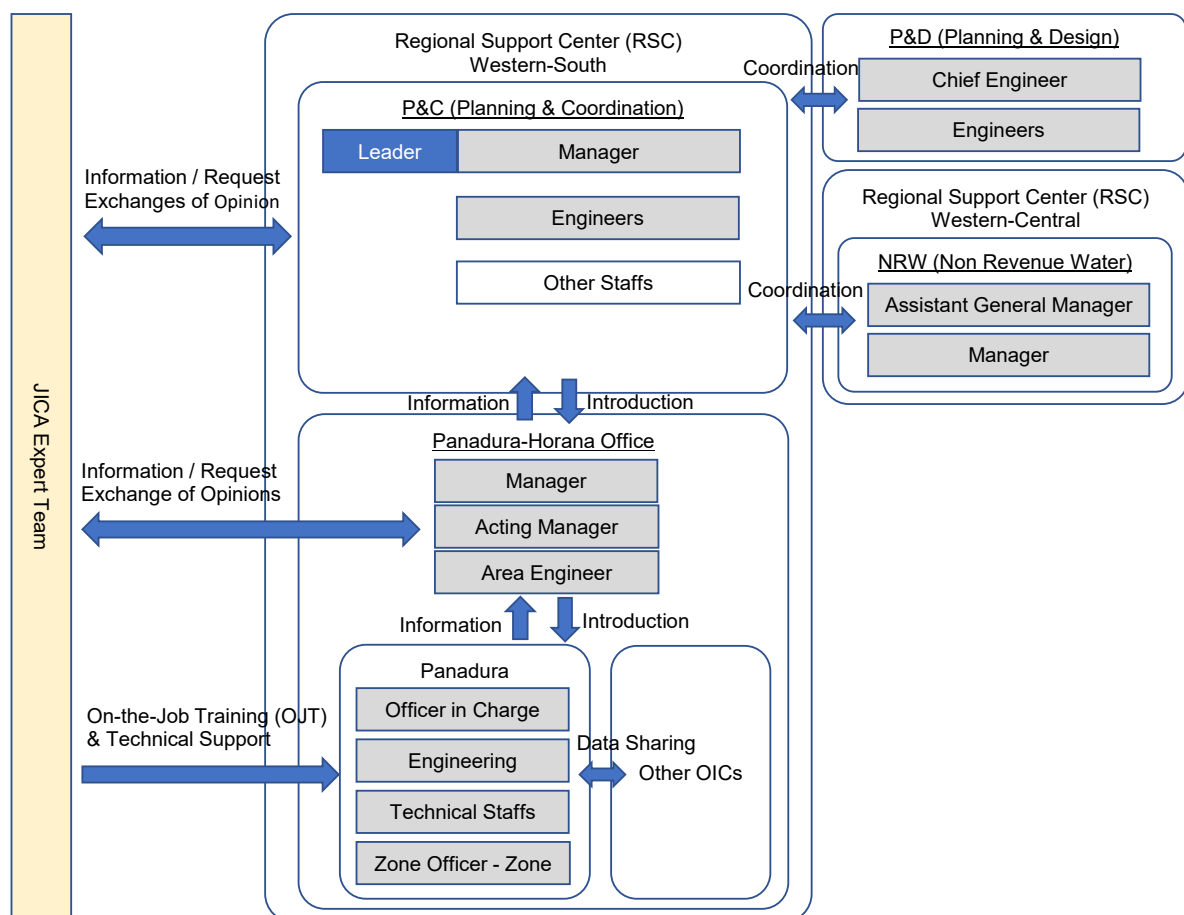 JICA Expert Team
Information / Request
Exchanges of Opinion
Information / Request
Exchange of Opinions
On-the-Job Training (OJT)
& Technical Support
Regional Support Center (RSC)
Western-South
P&C (Planning & Coordination)
Leader
Manager
Engineers
Other Staffs
Information
Introduction
Panadura-Horana Office
Manager
Acting Manager
Area Engineer
Information
Introduction
Panadura
Officer in Charge
Engineering
Technical Staffs
Zone Officer - Zone
Data Sharing
Other OICs
Coordination
P&D (Planning & Design)
Chief Engineer
Engineers
Coordination
Regional Support Center (RSC)
Western-Central
NRW (Non Revenue Water)
Assistant General Manager
Manager